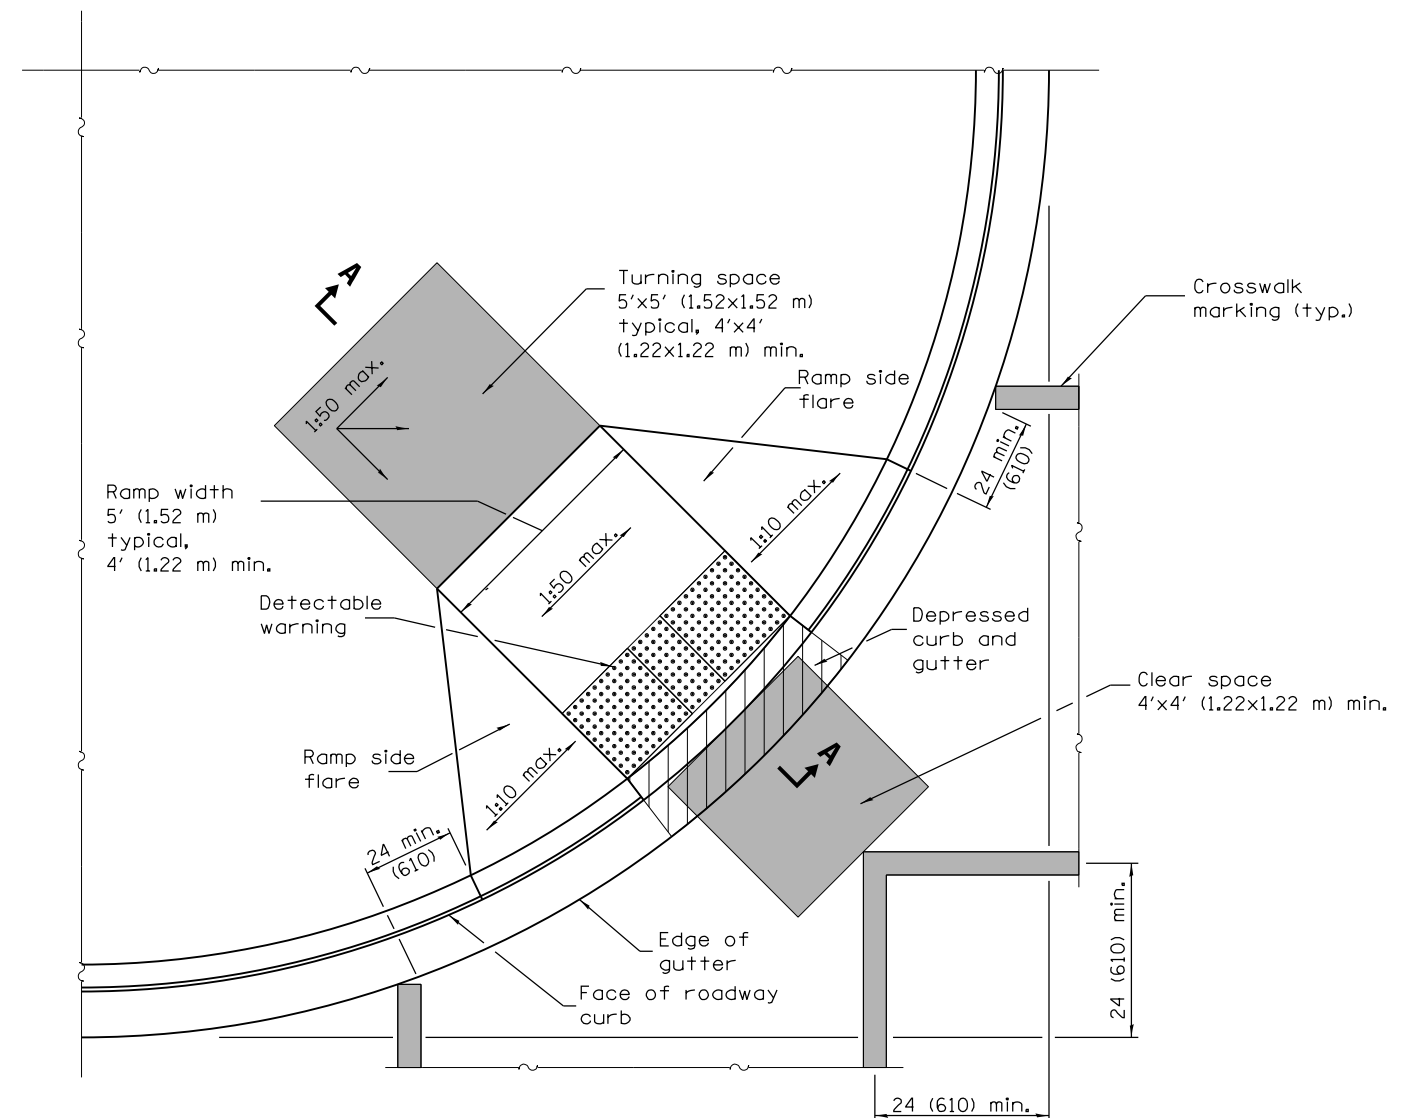 A
Turning space
5'x5' (1.52x1.52 m)
typical, 4'x4'
(1.22x1.22 m) min.
Crosswalk
marking (typ.)
1:50 max.
Ramp side
flare
24 min.
(610)
Ramp width
5' (1.52 m)
typical,
4' (1.22 m) min.
1:10 max.
1:50 max.
Detectable
warning
Depressed
curb and
gutter
Clear space
4'x4' (1.22x1.22 m) min.
A
Ramp side
flare
1:10 max.
24 min.
(610)
Edge of
gutter
Face of roadway
curb
24 (610) min.
24 (610) min.